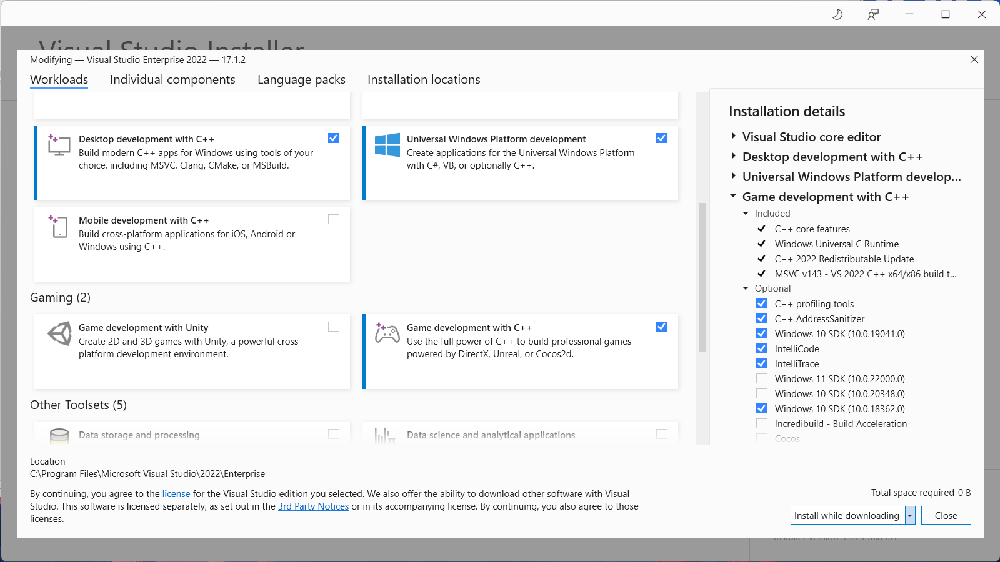 Visual Studio Installer
Modifying — Visual Studio Enterprise 2022 — 17.1.2
Workloads
Individual components
Language packs
Installation locations
Desktop development with C++
Build modern C++ apps for Windows using tools of your
choice, including MSVC, Clang, CMake, or MSBuild.
Universal Windows Platform development
Create applications for the Universal Windows Platform
with C#, VB, or optionally C++.
Mobile development with C++
Build cross-platform applications for iOS, Android or
Windows using C++.
Gaming (2)
Game development with Unity
Create 2D and 3D games with Unity, a powerful cross-
platform development environment.
Game development with C++
Use the full power of C++ to build professional games
powered by DirectX, Unreal, or Cocos2d.
Other Toolsets (5)
Data storage and processing
Data science and analytical applications
Installation details
Visual Studio core editor
Desktop development with C++
Universal Windows Platform develop...
Game development with C++
Included
C++ core features
Windows Universal C Runtime
C++ 2022 Redistributable Update
MSVC v143 - VS 2022 C++ x64/x86 build t...
Optional
C++ profiling tools
C++ AddressSanitizer
Windows 10 SDK (10.0.19041.0)
IntelliCode
IntelliTrace
Windows 11 SDK (10.0.22000.0)
Windows 10 SDK (10.0.20348.0)
Windows 10 SDK (10.0.18362.0)
Incredibuild - Build Acceleration
Cocos
Location
C:\Program Files\Microsoft Visual Studio\2022\Enterprise
By continuing, you agree to the license for the Visual Studio edition you selected. We also offer the ability to download other software with Visual
Studio. This software is licensed separately, as set out in the 3rd Party Notices or in its accompanying license. By continuing, you also agree to those
licenses.
Total space required 0 B
Install while downloading
Close